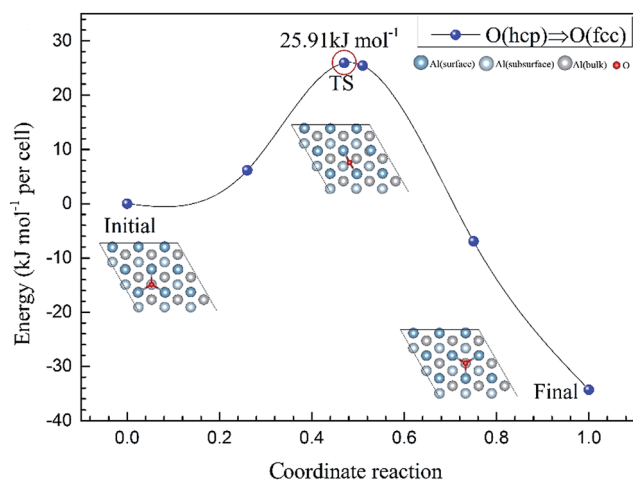 25.91kJ mol⁻¹
O(hcp)⇒O(fcc)
Al(surface) Al(subsurface) Al(bulk) O
TS
Initial
Final
30
20
10
0
-10
-20
-30
-40
0.0 0.2 0.4 0.6 0.8 1.0
Energy (kJ mol⁻¹ per cell)
Coordinate reaction